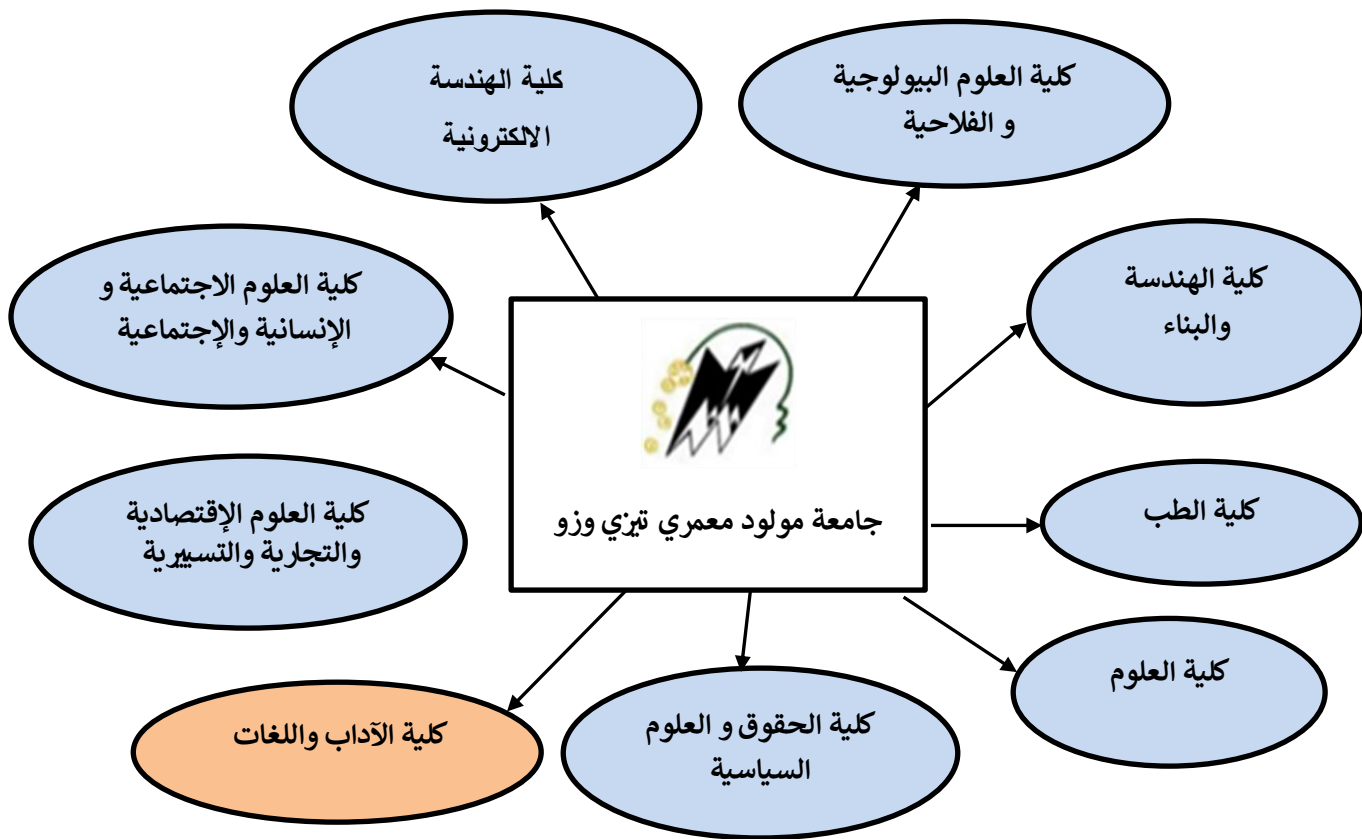 كلية العلوم البيولوجية
و الفلاحية
كلية الهندسة
الالكترونية
كلية الهندسة
والبناء
كلية العلوم الاجتماعية و
الإنسانية والإجتماعية
جامعة مولود معمري تيزي وزو
كلية الطب
كلية العلوم الإقتصادية
والتجارية والتسييرية
كلية العلوم
كلية الحقوق و العلوم
السياسية
كلية الآداب واللغات